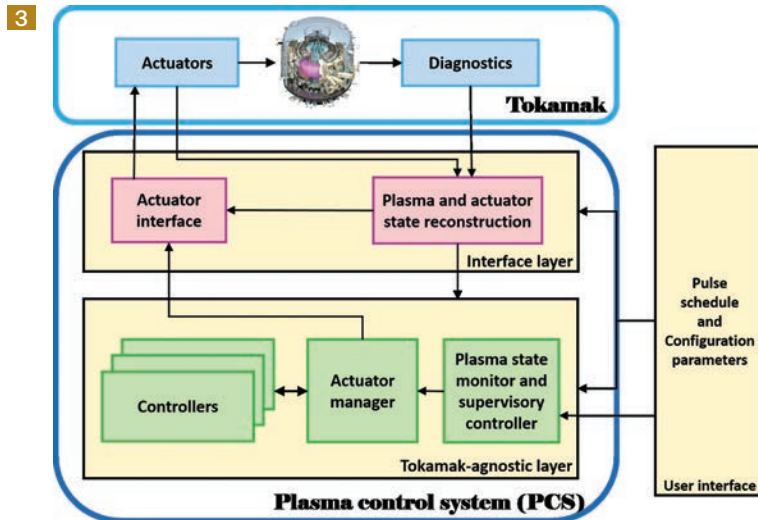 3
Actuators
Diagnostics
Tokamak
Actuator
interface
Plasma and actuator
state reconstruction
Interface layer
Pulse
schedule
and
Configuration
parameters
Controllers
Actuator
manager
Plasma state
monitor and
supervisory
controller
Tokamak-agnostic layer
User interface
Plasma control system (PCS)